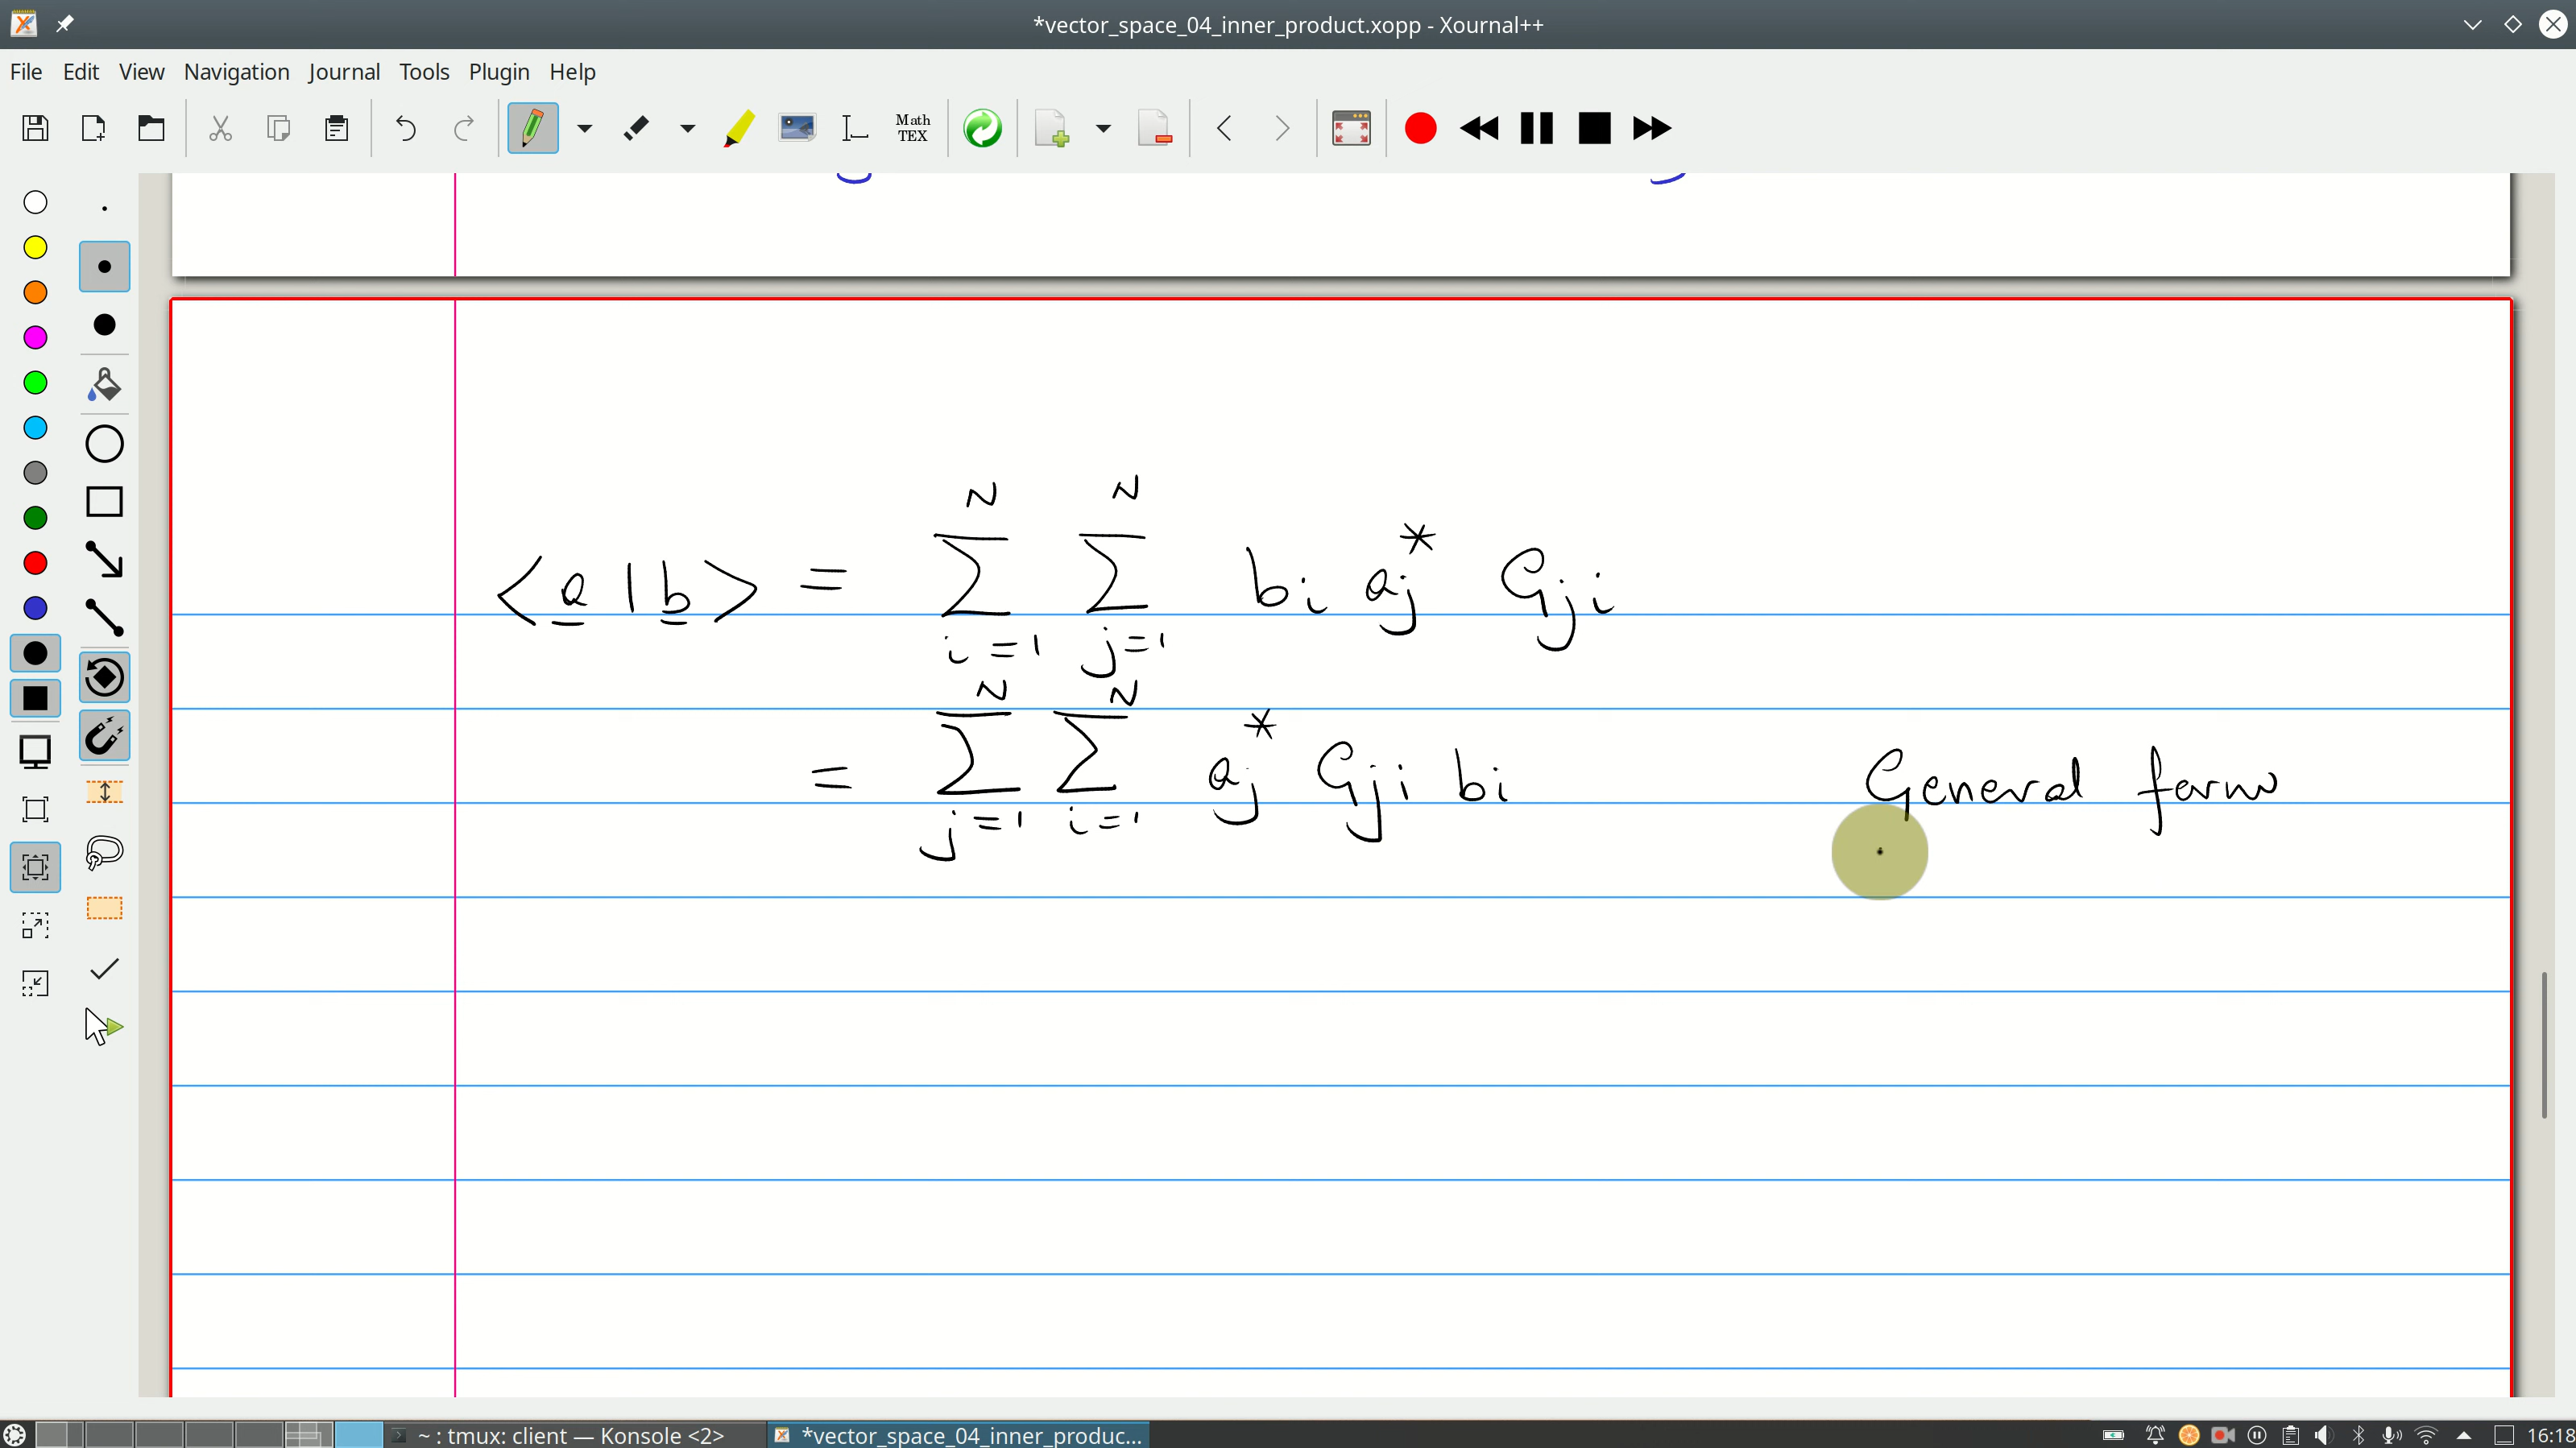 *vector_space_04_inner_product.xopp - Xournal++
File Edit View Navigation Journal Tools Plugin Help
Math
TEX
N N
<a | b> = Σ Σ bi aj* Gji
i=1 j=1
N N
= Σ Σ aj* Gji bi General form
j=1 i=1
~ : tmux: client — Konsole <2> *vector_space_04_inner_produc... 16:18